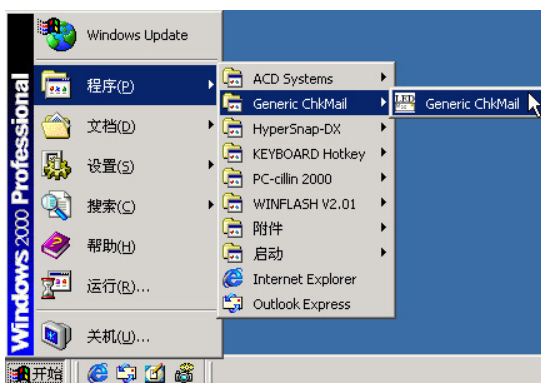 Windows 2000 Professional
Windows Update
程序(P)
文档(D)
设置(S)
搜索(C)
帮助(H)
运行(R)...
关机(U)...
ACD Systems
Generic ChkMail
HyperSnap-DX
KEYBOARD Hotkey
PC-cillin 2000
WINFLASH V2.01
附件
启动
Internet Explorer
Outlook Express
Generic ChkMail
开始